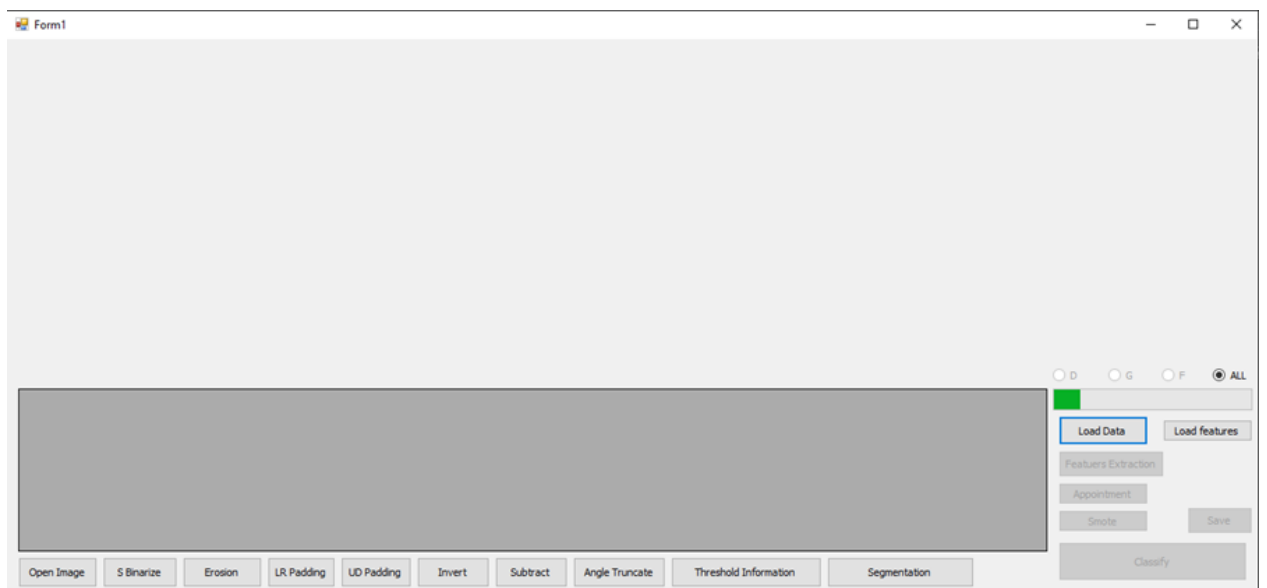 Form1
D G F ALL
Load Data Load features
Featuers Extraction
Appointment
Smote Save
Classify
Open Image S Binarize Erosion LR Padding UD Padding Invert Subtract Angle Truncate Threshold Information Segmentation